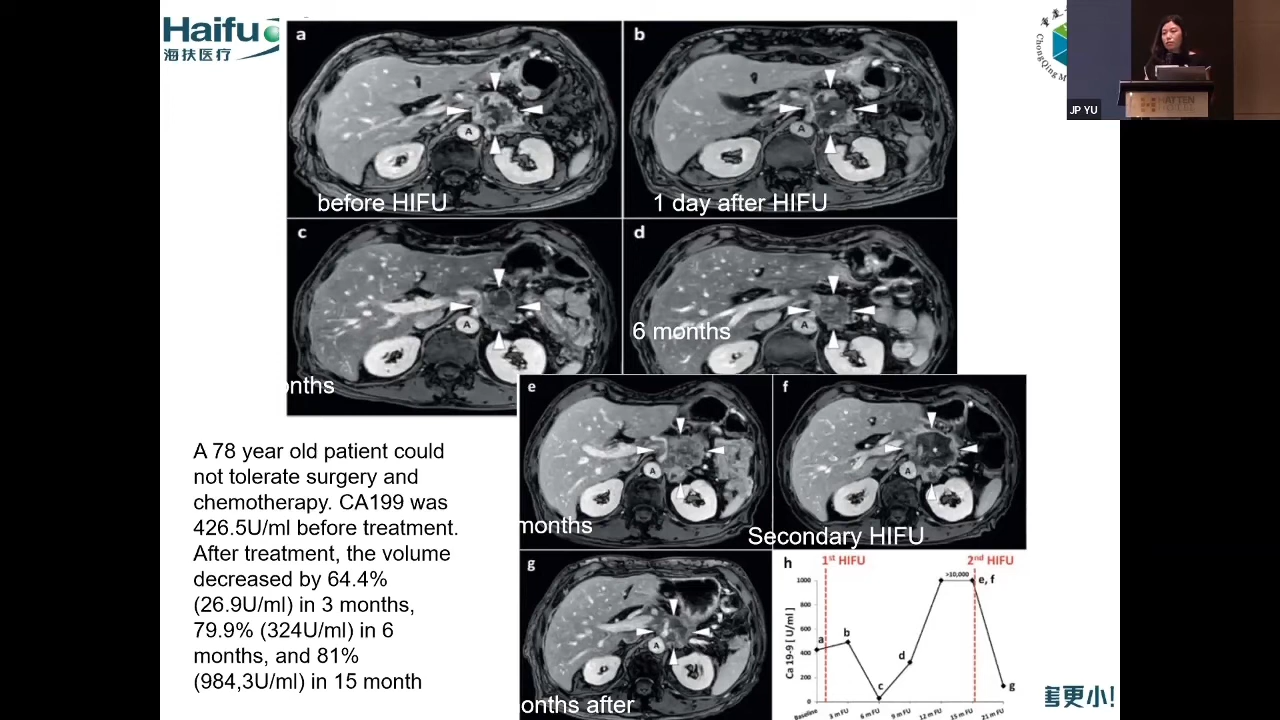 Haifu
海扶医疗
ChongQing M
JP YU
a
b
A
A
before HIFU
1 day after HIFU
c
d
A
A
6 months
onths
e
f
A
A
months
Secondary HIFU
A 78 year old patient could
not tolerate surgery and
chemotherapy. CA199 was
426.5U/ml before treatment.
After treatment, the volume
decreased by 64.4%
(26.9U/ml) in 3 months,
79.9% (324U/ml) in 6
months, and 81%
(984,3U/ml) in 15 month
g
A
onths after
h
1st HIFU
2nd HIFU
Ca 19-9 [ U/ml ]
1000
800
600
400
200
0
>10,000
a
b
c
d
e, f
g
Baseline
3 m FU
6 m FU
9 m FU
12 m FU
15 m FU
21 m FU
更小!